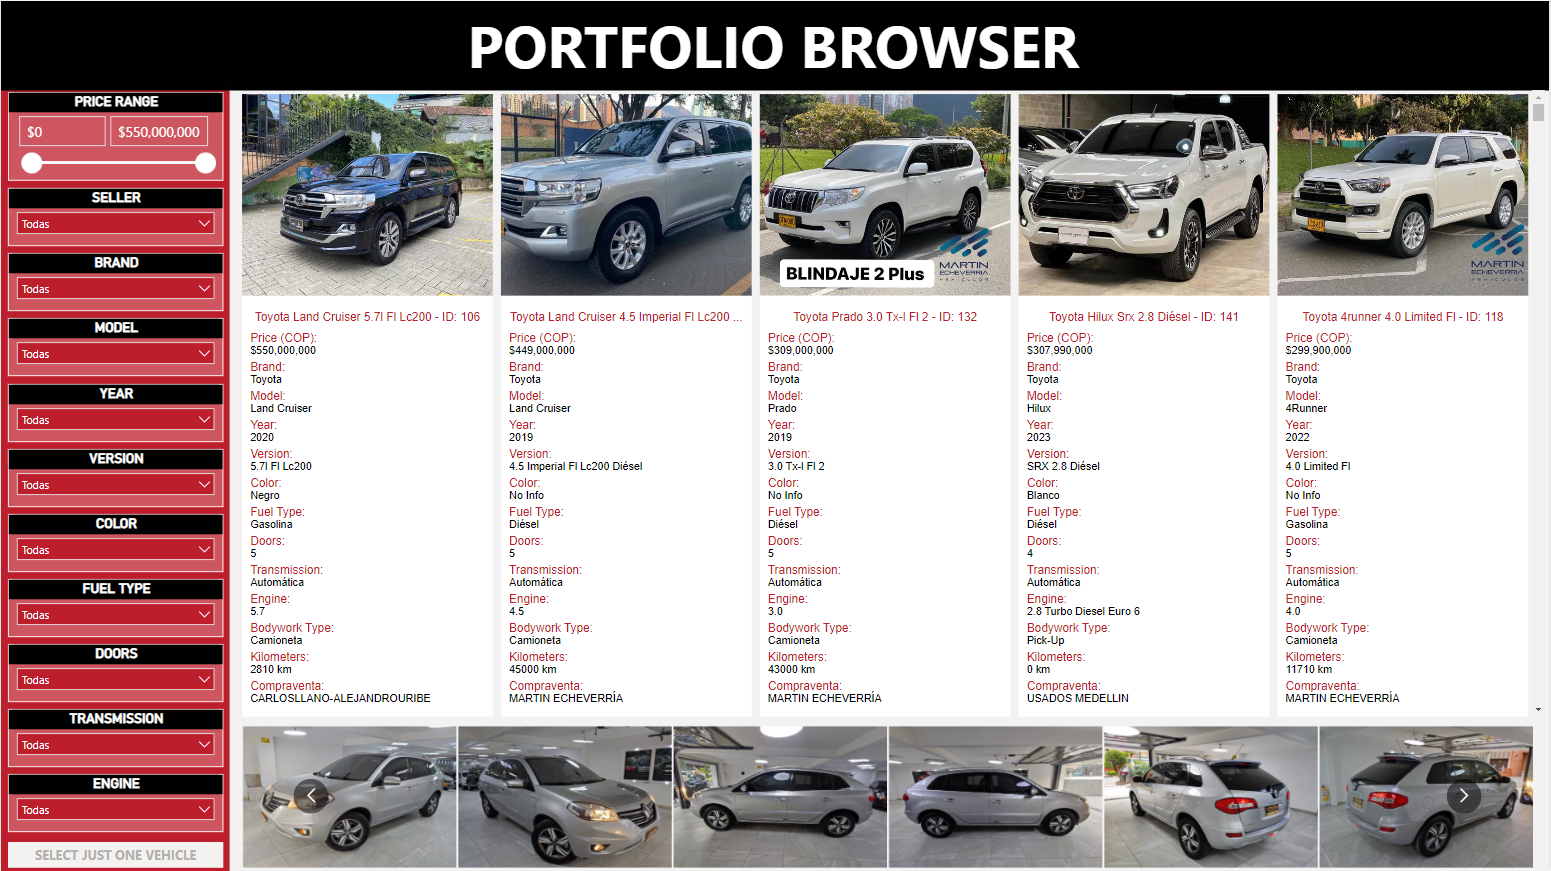 PORTFOLIO BROWSER
PRICE RANGE
$0
$550,000,000
SELLER
Todas
BRAND
Todas
MODEL
Todas
YEAR
Todas
VERSION
Todas
COLOR
Todas
FUEL TYPE
Todas
DOORS
Todas
TRANSMISSION
Todas
ENGINE
Todas
SELECT JUST ONE VEHICLE
Toyota Land Cruiser 5.7l Fl Lc200 - ID: 106
Price (COP):
$550,000,000
Brand:
Toyota
Model:
Land Cruiser
Year:
2020
Version:
5.7l Fl Lc200
Color:
Negro
Fuel Type:
Gasolina
Doors:
5
Transmission:
Automática
Engine:
5.7
Bodywork Type:
Camioneta
Kilometers:
2810 km
Compraventa:
CARLOSLLANO-ALEJANDROURIBE
Toyota Land Cruiser 4.5 Imperial Fl Lc200 ...
Price (COP):
$449,000,000
Brand:
Toyota
Model:
Land Cruiser
Year:
2019
Version:
4.5 Imperial Fl Lc200 Diésel
Color:
No Info
Fuel Type:
Diésel
Doors:
5
Transmission:
Automática
Engine:
4.5
Bodywork Type:
Camioneta
Kilometers:
45000 km
Compraventa:
MARTIN ECHEVERRÍA
BLINDAJE 2 Plus
MARTIN
ECHEVERRIA
VEHICULOS
Toyota Prado 3.0 Tx-l Fl 2 - ID: 132
Price (COP):
$309,000,000
Brand:
Toyota
Model:
Prado
Year:
2019
Version:
3.0 Tx-l Fl 2
Color:
No Info
Fuel Type:
Diésel
Doors:
5
Transmission:
Automática
Engine:
3.0
Bodywork Type:
Camioneta
Kilometers:
43000 km
Compraventa:
MARTIN ECHEVERRÍA
Toyota Hilux Srx 2.8 Diésel - ID: 141
Price (COP):
$307,990,000
Brand:
Toyota
Model:
Hilux
Year:
2023
Version:
SRX 2.8 Diésel
Color:
Blanco
Fuel Type:
Diésel
Doors:
4
Transmission:
Automática
Engine:
2.8 Turbo Diesel Euro 6
Bodywork Type:
Pick-Up
Kilometers:
0 km
Compraventa:
USADOS MEDELLIN
MARTIN
ECHEVERRIA
VEHICULOS
Toyota 4runner 4.0 Limited Fl - ID: 118
Price (COP):
$299,900,000
Brand:
Toyota
Model:
4Runner
Year:
2022
Version:
4.0 Limited Fl
Color:
No Info
Fuel Type:
Gasolina
Doors:
5
Transmission:
Automática
Engine:
4.0
Bodywork Type:
Camioneta
Kilometers:
11710 km
Compraventa:
MARTIN ECHEVERRÍA